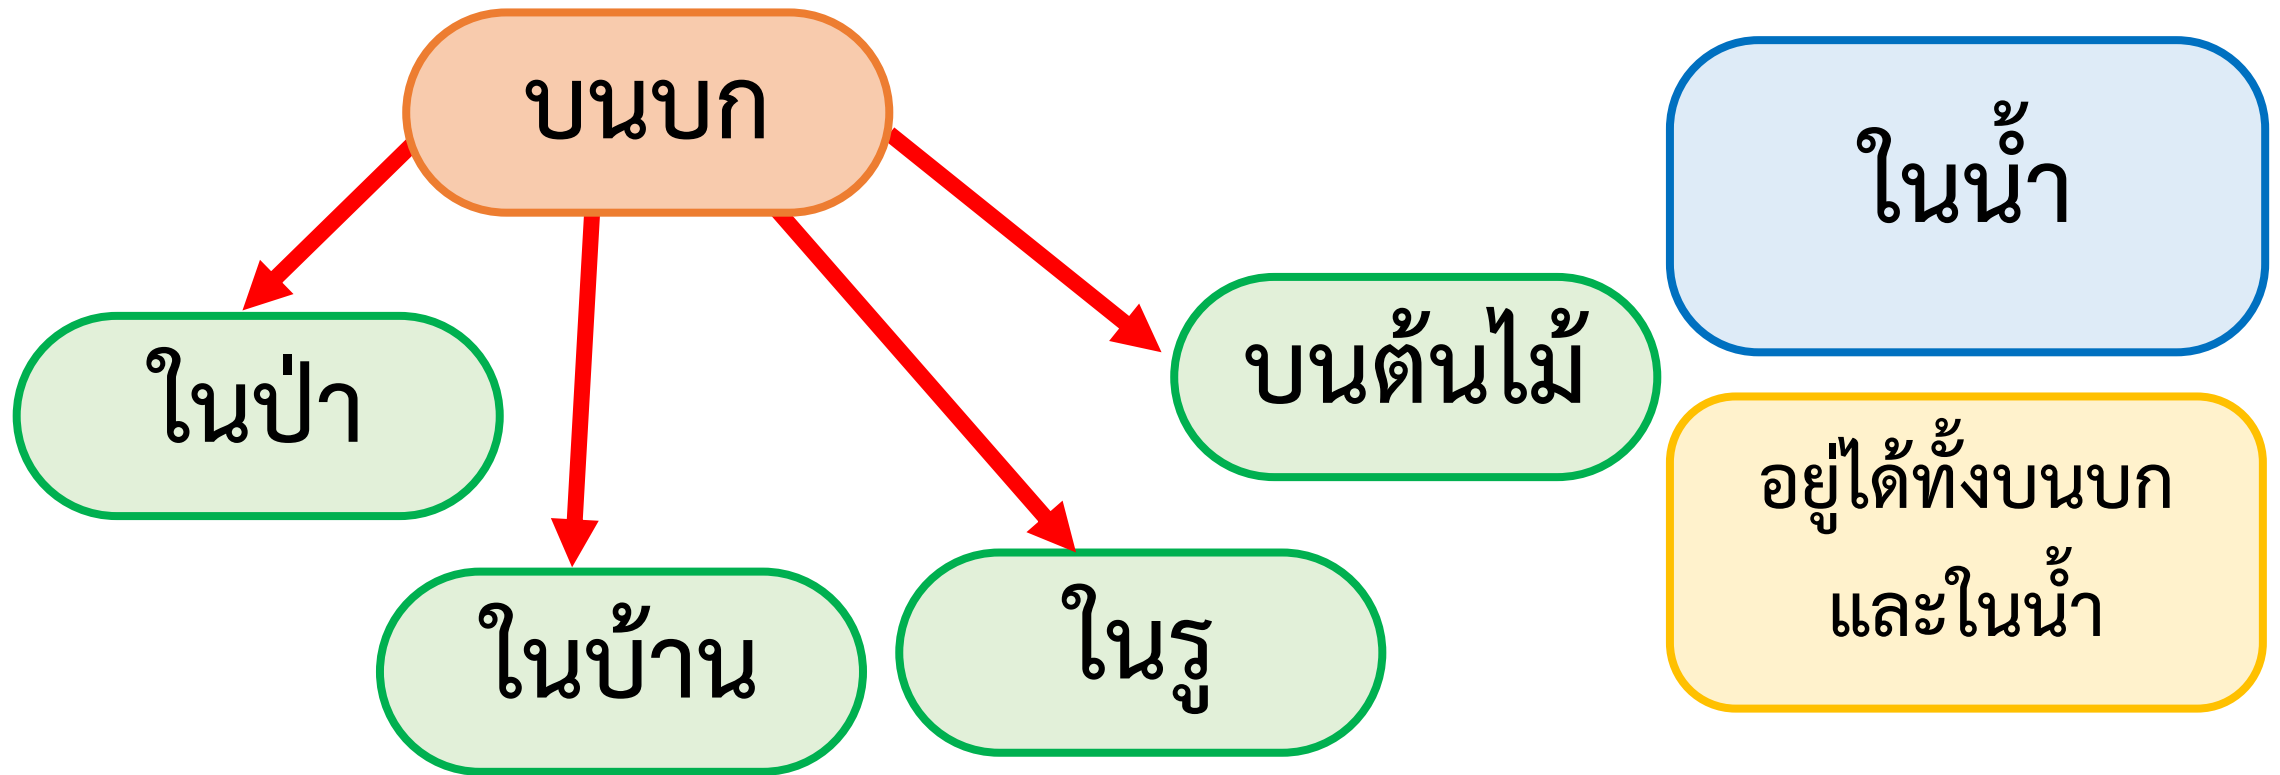 บนบก
ในน้ำ
ในป่า
บนต้นไม้
อยู่ได้ทั้งบนบก
และในน้ำ
ในบ้าน
ในรู